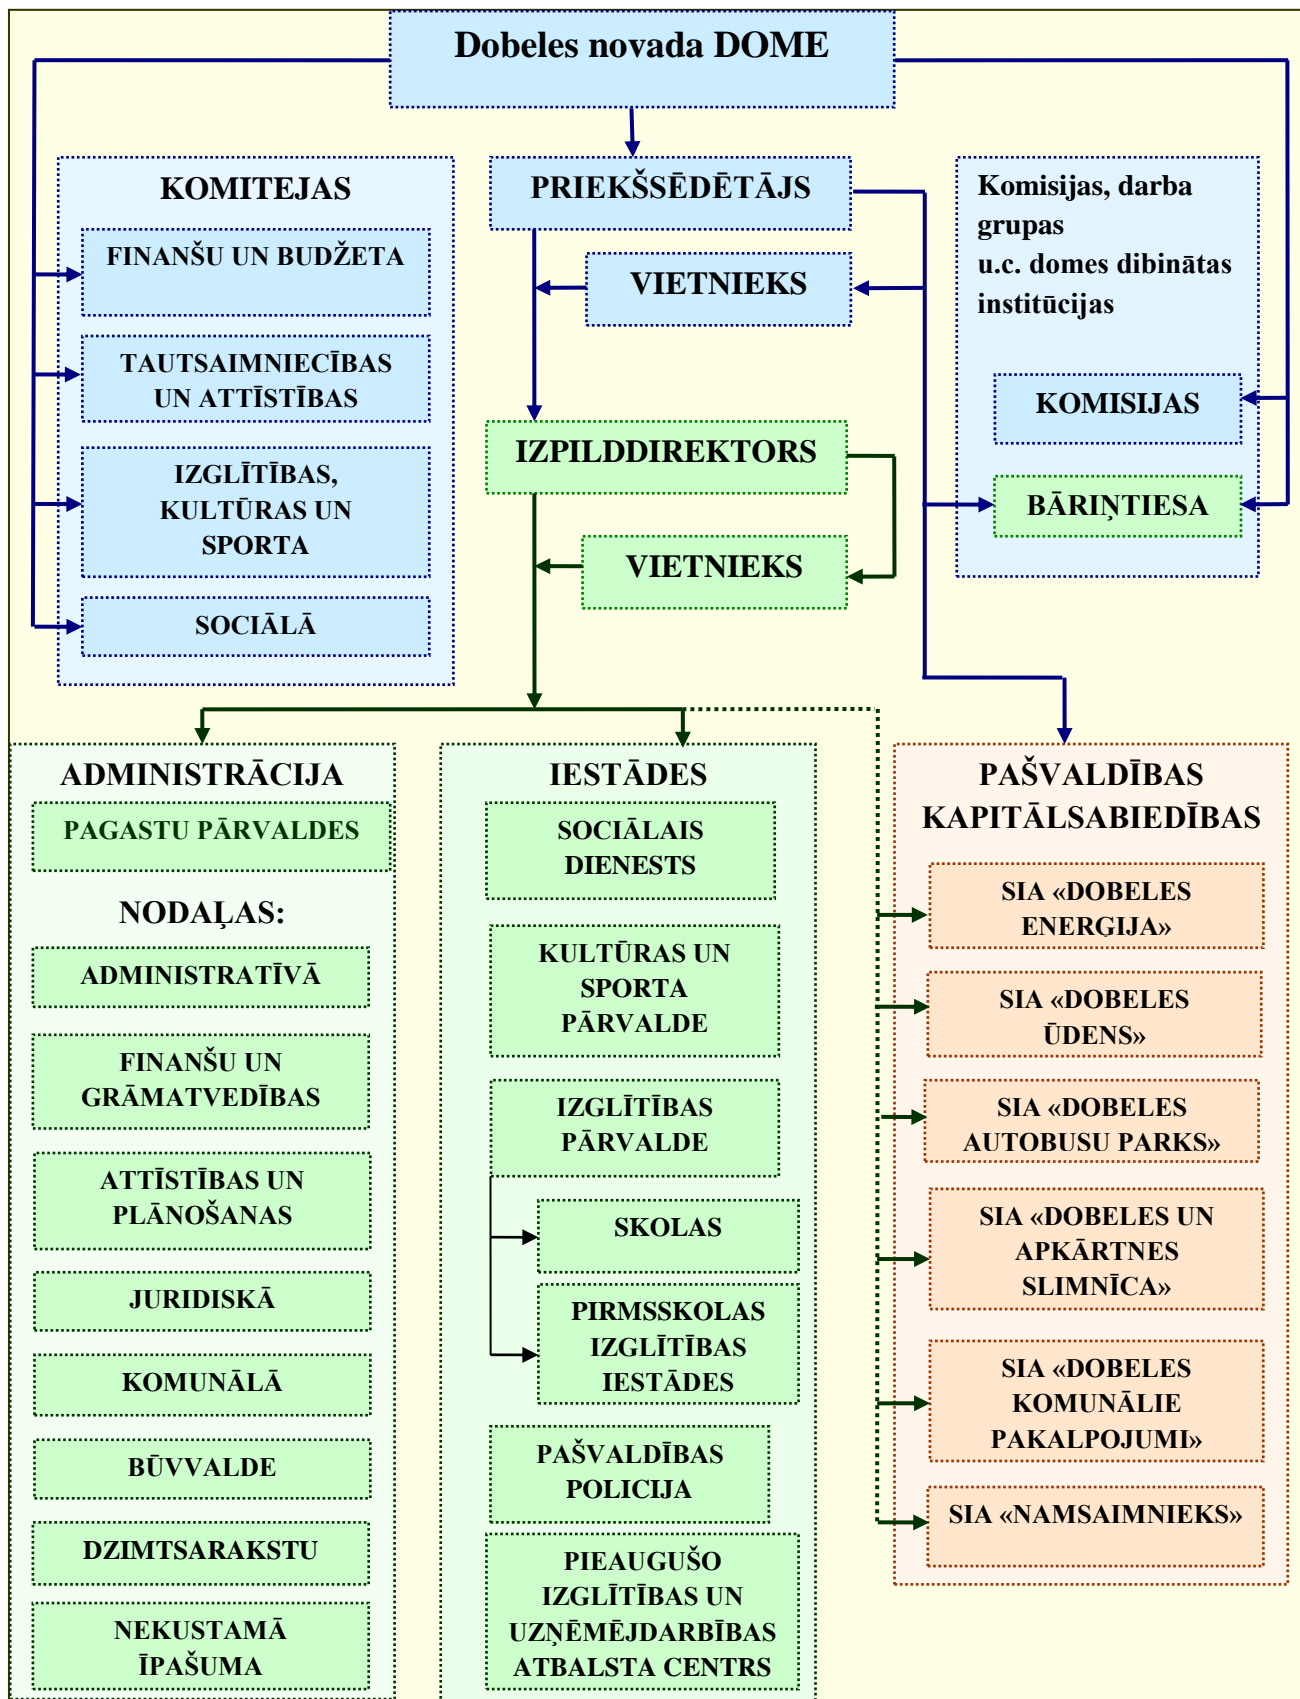 Dobeles novada DOME
KOMITEJAS
FINANŠU UN BUDŽETA
TAUTSAIMNIECĪBAS
UN ATTĪSTĪBAS
IZGLĪTĪBAS,
KULTŪRAS UN
SPORTA
SOCIĀLĀ
PRIEKŠSĒDĒTĀJS
VIETNIEKS
IZPILDDIREKTORS
VIETNIEKS
Komisijas, darba
grupas
u.c. domes dibinātas
institūcijas
KOMISIJAS
BĀRIŅTIESA
ADMINISTRĀCIJA
PAGASTU PĀRVALDES
NODAĻAS:
ADMINISTRATĪVĀ
FINANŠU UN
GRĀMATVEDĪBAS
ATTĪSTĪBAS UN
PLĀNOŠANAS
JURIDISKĀ
KOMUNĀLĀ
BŪVVALDE
DZIMTSARAKSTU
NEKUSTAMĀ
ĪPAŠUMA
IESTĀDES
SOCIĀLAIS
DIENESTS
KULTŪRAS UN
SPORTA
PĀRVALDE
IZGLĪTĪBAS
PĀRVALDE
SKOLAS
PIRMSSKOLAS
IZGLĪTĪBAS
IESTĀDES
PAŠVALDĪBAS
POLICIJA
PIEAUGUŠO
IZGLĪTĪBAS UN
UZŅĒMĒJDARBĪBAS
ATBALSTA CENTRS
PAŠVALDĪBAS
KAPITĀLSABIEDĪBAS
SIA «DOBELES
ENERĢIJA»
SIA «DOBELES
ŪDENS»
SIA «DOBELES
AUTOBUSU PARKS»
SIA «DOBELES UN
APKĀRTNES
SLIMNĪCA»
SIA «DOBELES
KOMUNĀLIE
PAKALPOJUMI»
SIA «NAMSAIMNIEKS»